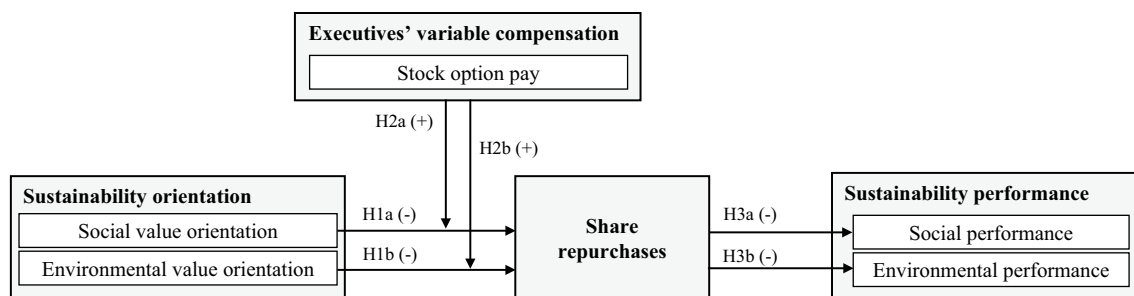 Executives’ variable compensation
Stock option pay
H2a (+)
H2b (+)
Sustainability orientation
Social value orientation
Environmental value orientation
H1a (-)
H1b (-)
Share
repurchases
H3a (-)
H3b (-)
Sustainability performance
Social performance
Environmental performance